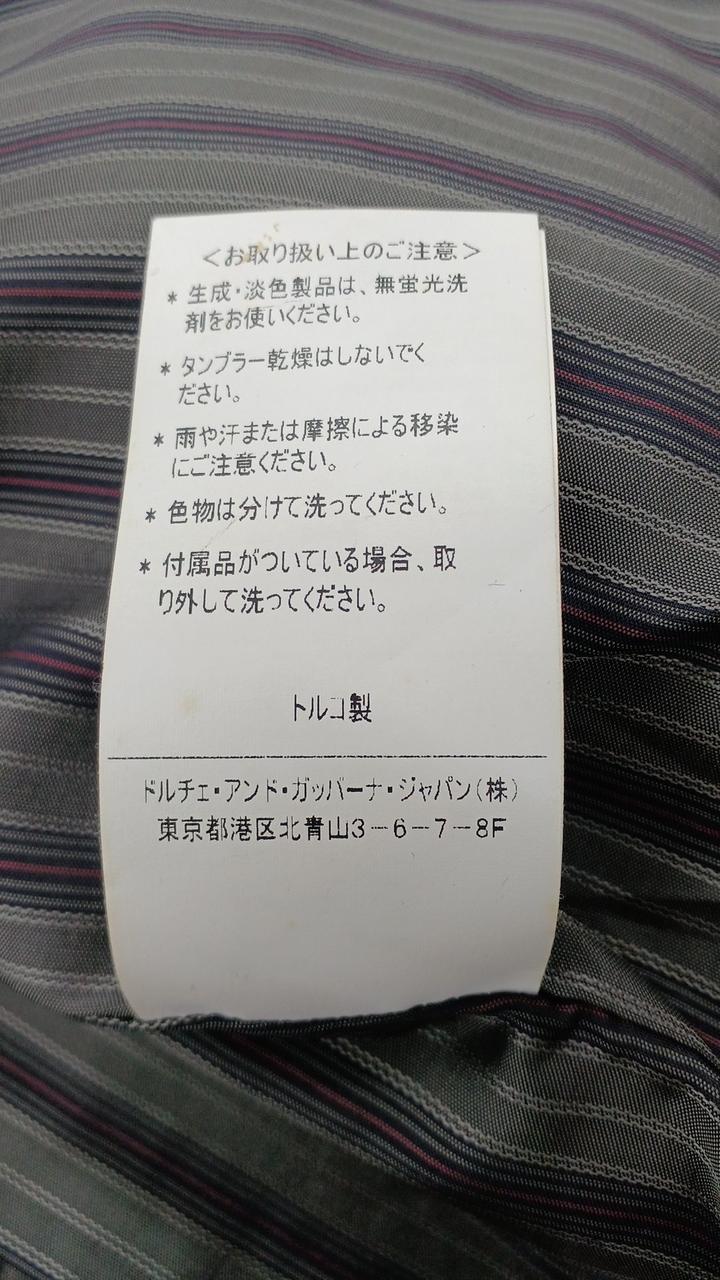 <お取り扱い上のご注意>
* 生成・淡色製品は、無蛍光洗
剤をお使いください。
* タンブラー乾燥はしないでく
ださい。
* 雨や汗または摩擦による移染
にご注意ください。
* 色物は分けて洗ってください。
* 付属品がついている場合、取
り外して洗ってください。
トルコ製
ドルチェ・アンド・ガッバーナ・ジャパン(株)
東京都港区北青山3-6-7-8F